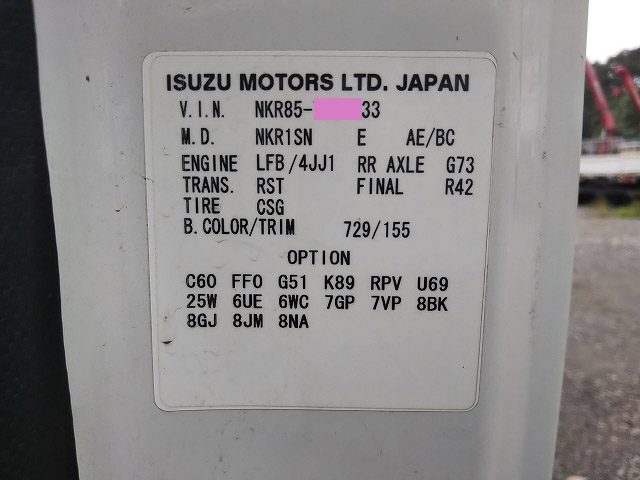 ISUZU MOTORS LTD. JAPAN
V.I.N. NKR85- 33
M.D. NKR1SN E AE/BC
ENGINE LFB/4JJ1 RR AXLE G73
TRANS. RST FINAL R42
TIRE CSG
B.COLOR/TRIM 729/155
OPTION
C60 FF0 G51 K89 RPV U69
25W 6UE 6WC 7GP 7VP 8BK
8GJ 8JM 8NA